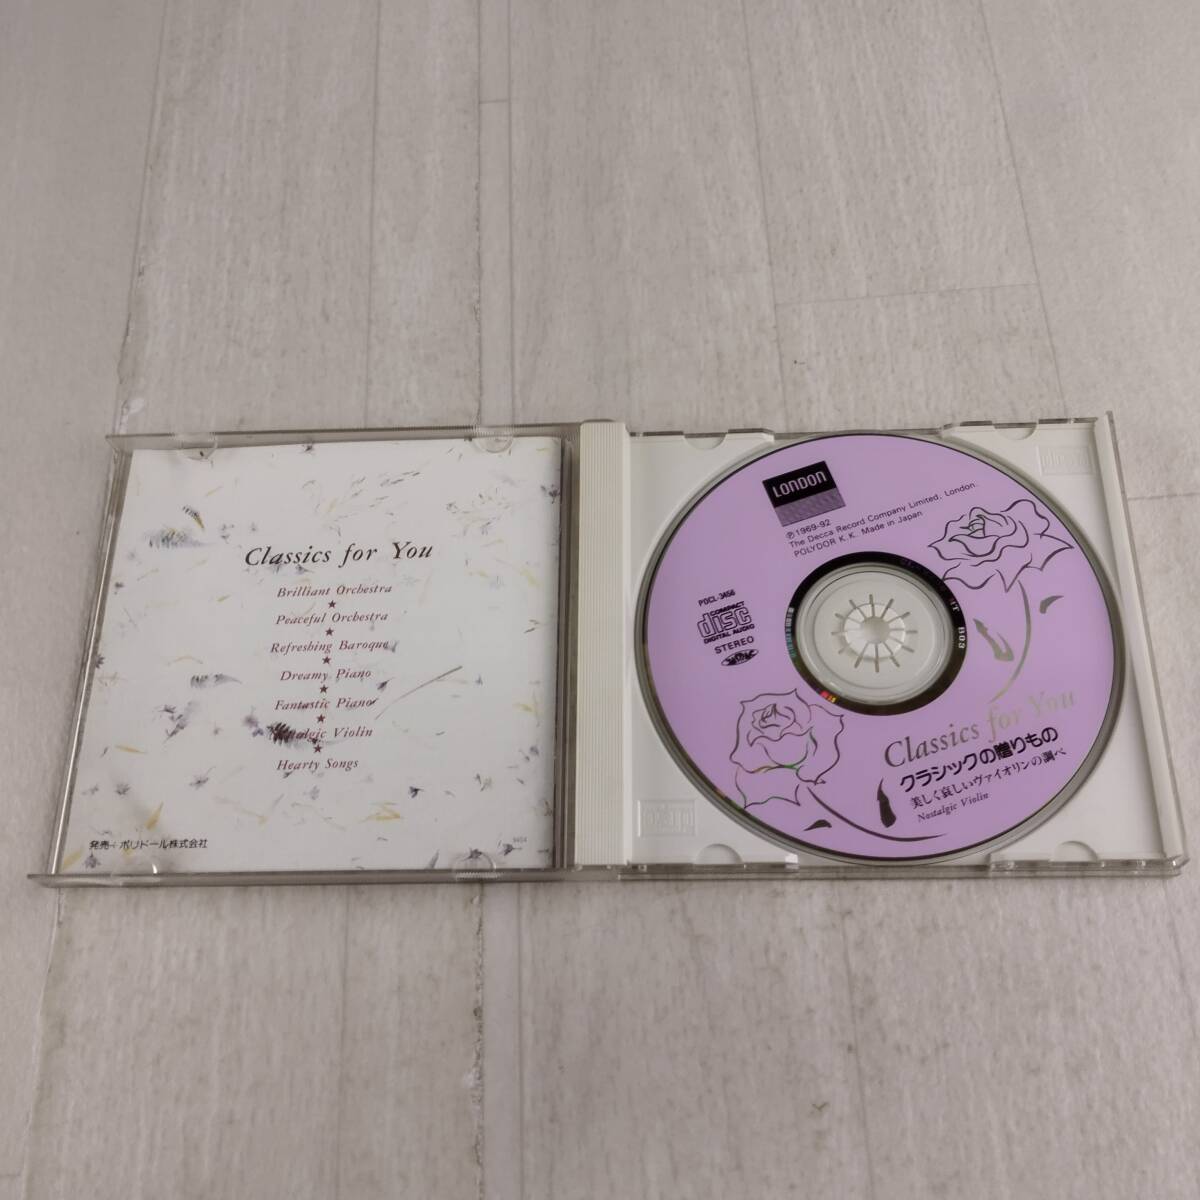 Classics for You
Brilliant Orchestra
★
Peaceful Orchestra
★
Refreshing Baroque
★
Dreamy Piano
★
Fantastic Piano
★
Nostalgic Violin
★
Hearty Songs
発売：ポリドール株式会社
9404
LONDON
℗1969-92
The Decca Record Company Limited, London.
POLYDOR K.K. Made in Japan
POCL-3456
COMPACT
disc
DIGITAL AUDIO
STEREO
Classics for You
クラシックの贈りもの
美しく哀しいヴァイオリンの調べ
Nostalgic Violin